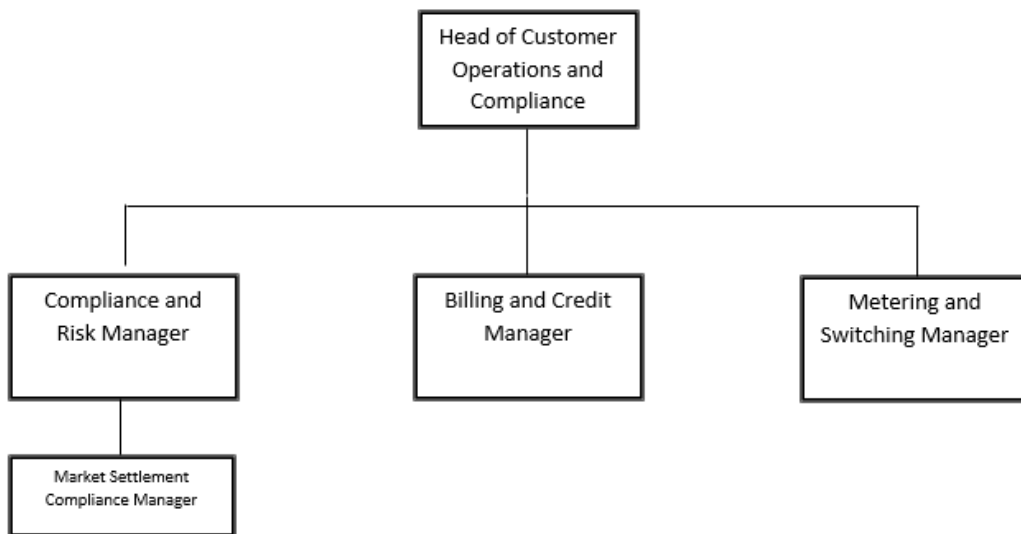 Head of Customer
Operations and
Compliance
Compliance and
Risk Manager
Billing and Credit
Manager
Metering and
Switching Manager
Market Settlement
Compliance Manager